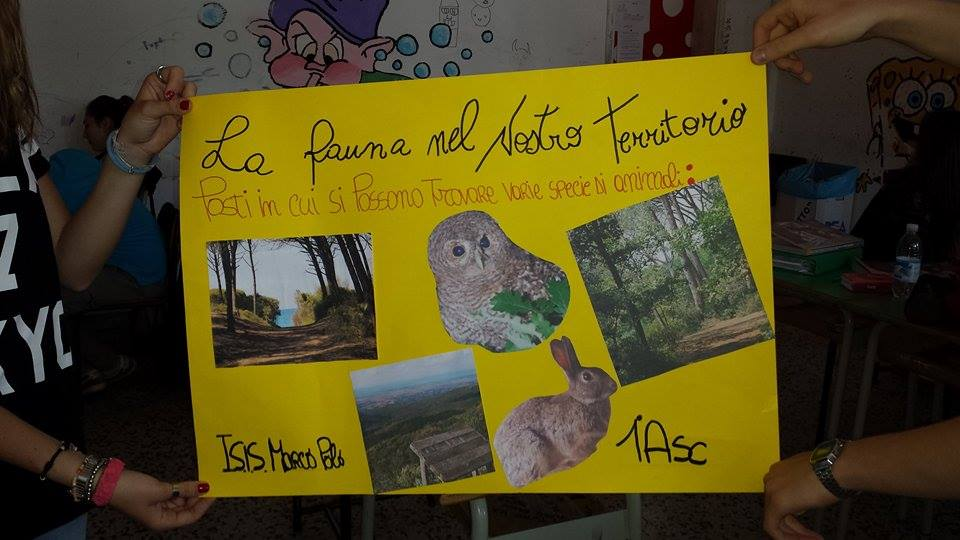 La fauna nel Nostro Territorio
Posti in cui si Possono Trovare varie specie di animali:
I.S.I.S. Marco Polo
1Asc